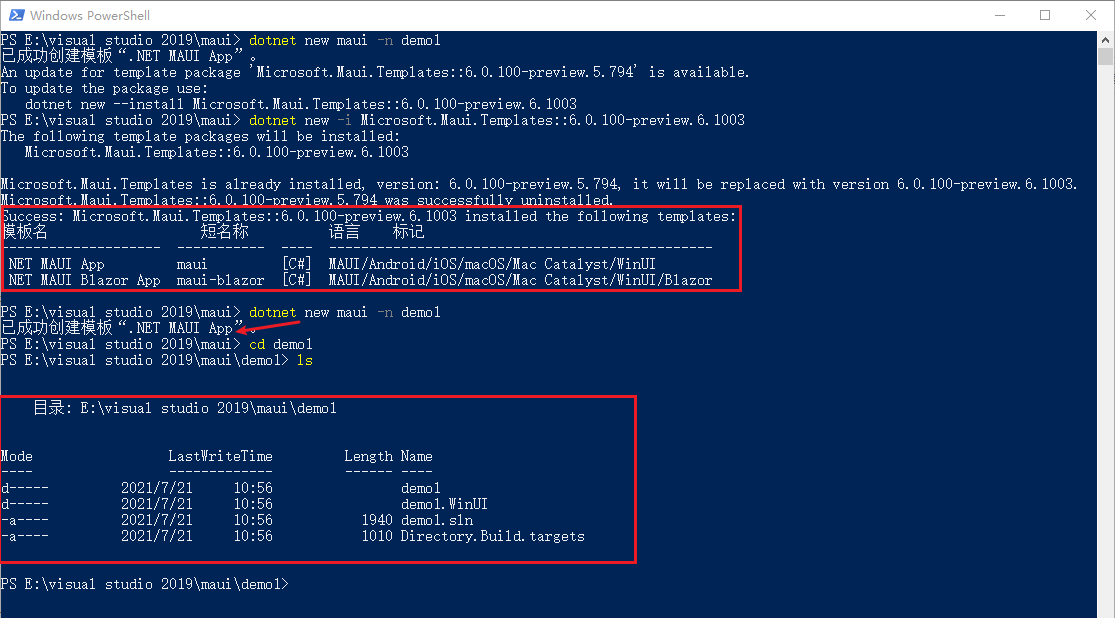 Windows PowerShell
PS E:\visual studio 2019\maui> dotnet new maui -n demo1
已成功创建模板“.NET MAUI App”。
An update for template package 'Microsoft.Maui.Templates::6.0.100-preview.5.794' is available.
To update the package use:
   dotnet new --install Microsoft.Maui.Templates::6.0.100-preview.6.1003
PS E:\visual studio 2019\maui> dotnet new -i Microsoft.Maui.Templates::6.0.100-preview.6.1003
The following template packages will be installed:
   Microsoft.Maui.Templates::6.0.100-preview.6.1003
Microsoft.Maui.Templates is already installed, version: 6.0.100-preview.5.794, it will be replaced with version 6.0.100-preview.6.1003.
Microsoft.Maui.Templates::6.0.100-preview.5.794 was successfully uninstalled.
Success: Microsoft.Maui.Templates::6.0.100-preview.6.1003 installed the following templates:
模板名 短名称 语言 标记
-------------------- ----------- ---- ------------------------------------------------
.NET MAUI App maui [C#] MAUI/Android/iOS/macOS/Mac Catalyst/WinUI
.NET MAUI Blazor App maui-blazor [C#] MAUI/Android/iOS/macOS/Mac Catalyst/WinUI/Blazor
PS E:\visual studio 2019\maui> dotnet new maui -n demo1
已成功创建模板“.NET MAUI App”。
PS E:\visual studio 2019\maui> cd demo1
PS E:\visual studio 2019\maui\demo1> ls
目录: E:\visual studio 2019\maui\demo1
Mode LastWriteTime Length Name
---- ------------- ------ ----
d----- 2021/7/21 10:56 demo1
d----- 2021/7/21 10:56 demo1.WinUI
-a---- 2021/7/21 10:56 1940 demo1.sln
-a---- 2021/7/21 10:56 1010 Directory.Build.targets
PS E:\visual studio 2019\maui\demo1>